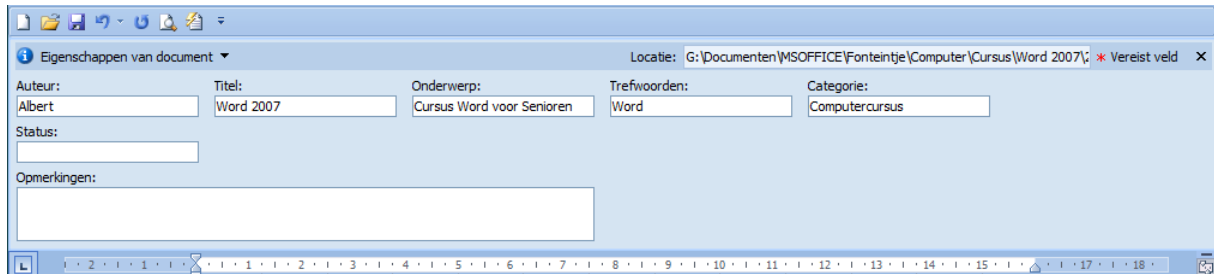 Eigenschappen van document Locatie: G:\Documenten\MSOFFICE\Fonteintje\Computer\Cursus\Word 2007\ * Vereist veld
Auteur: Titel: Onderwerp: Trefwoorden: Categorie:
Albert Word 2007 Cursus Word voor Senioren Word Computercursus
Status:
Opmerkingen:
L 2 1 1 2 3 4 5 6 7 8 9 10 11 12 13 14 15 17 18